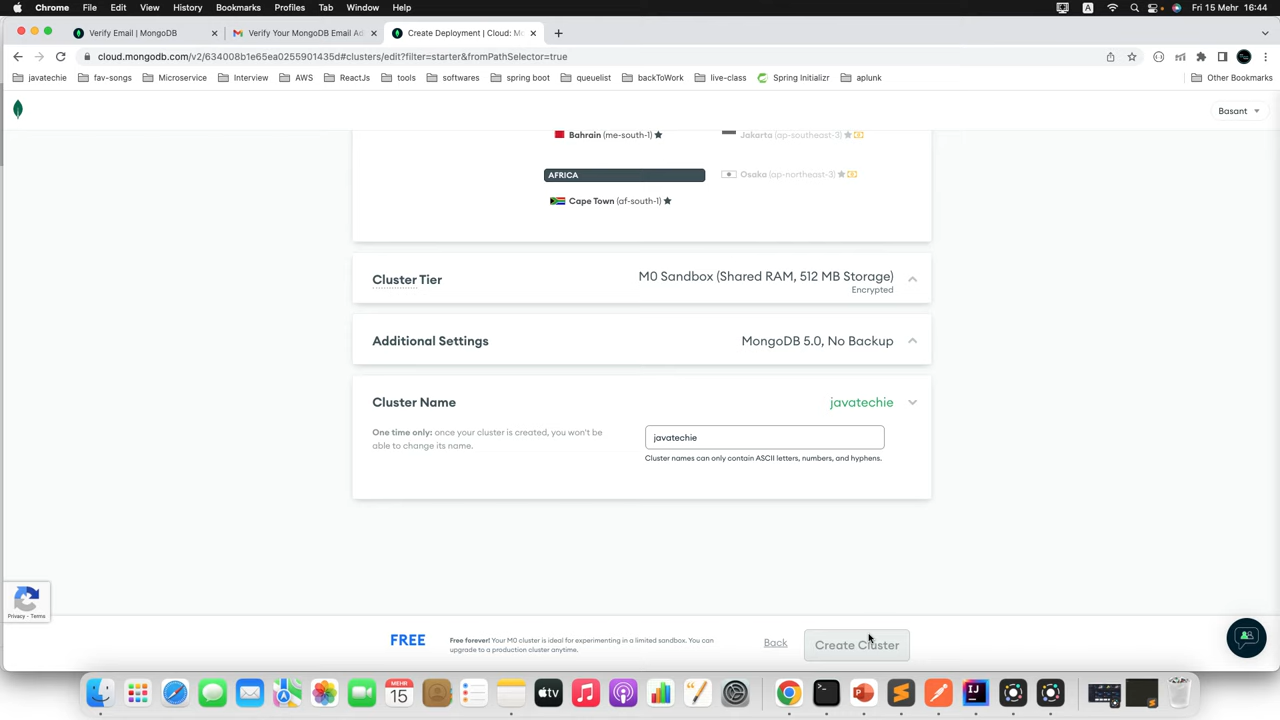 Chrome File Edit View History Bookmarks Profiles Tab Window Help A Fri 15 Mehr 16:44
Verify Email | MongoDB
Verify Your MongoDB Email Ad
Create Deployment | Cloud: Mo
cloud.mongodb.com/v2/634008b1e65ea0255901435d#clusters/edit?filter=starter&fromPathSelector=true
javatechie fav-songs Microservice Interview AWS ReactJs tools softwares spring boot queuelist backToWork live-class Spring Initializr aplunk Other Bookmarks
Basant
Bahrain (me-south-1)
Jakarta (ap-southeast-3)
AFRICA
Osaka (ap-northeast-3)
Cape Town (af-south-1)
Cluster Tier
M0 Sandbox (Shared RAM, 512 MB Storage)
Encrypted
Additional Settings
MongoDB 5.0, No Backup
Cluster Name
javatechie
One time only: once your cluster is created, you won't be
able to change its name.
javatechie
Cluster names can only contain ASCII letters, numbers, and hyphens.
Privacy - Terms
FREE
Free forever! Your M0 cluster is ideal for experimenting in a limited sandbox. You can
upgrade to a production cluster anytime.
Back
Create Cluster
MEHR
15
tv
IJ